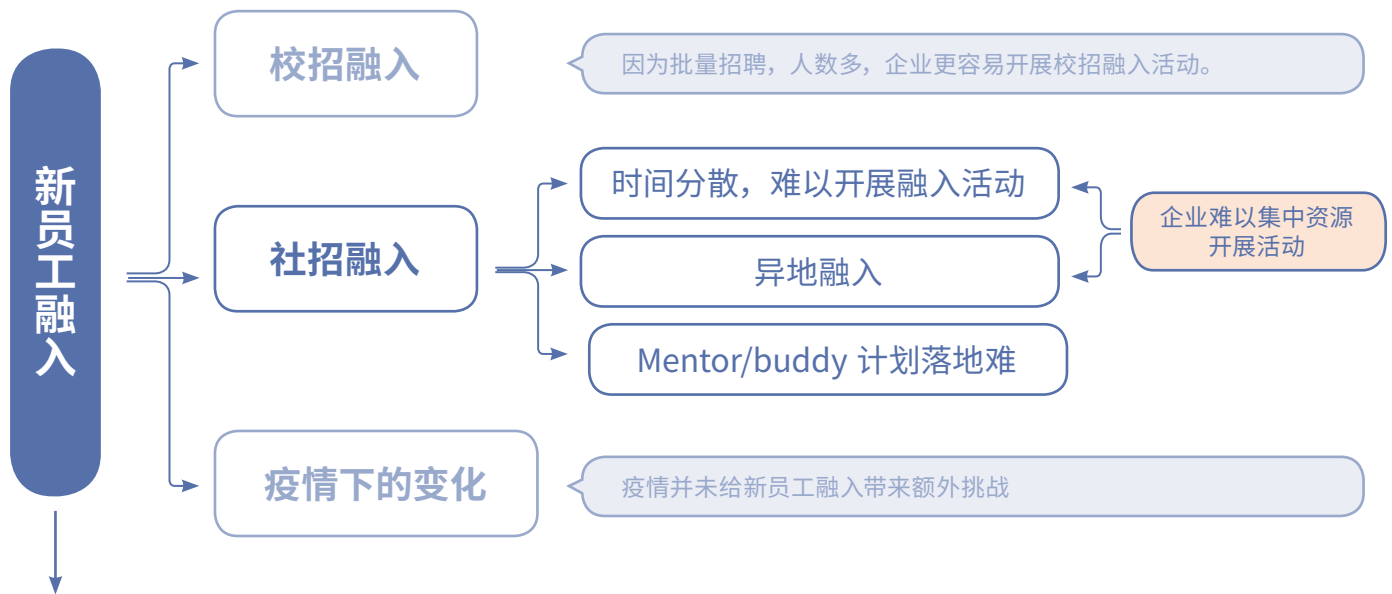 新员工融入
校招融入
因为批量招聘，人数多，企业更容易开展校招融入活动。
社招融入
时间分散，难以开展融入活动
异地融入
Mentor/buddy 计划落地难
企业难以集中资源
开展活动
疫情下的变化
疫情并未给新员工融入带来额外挑战